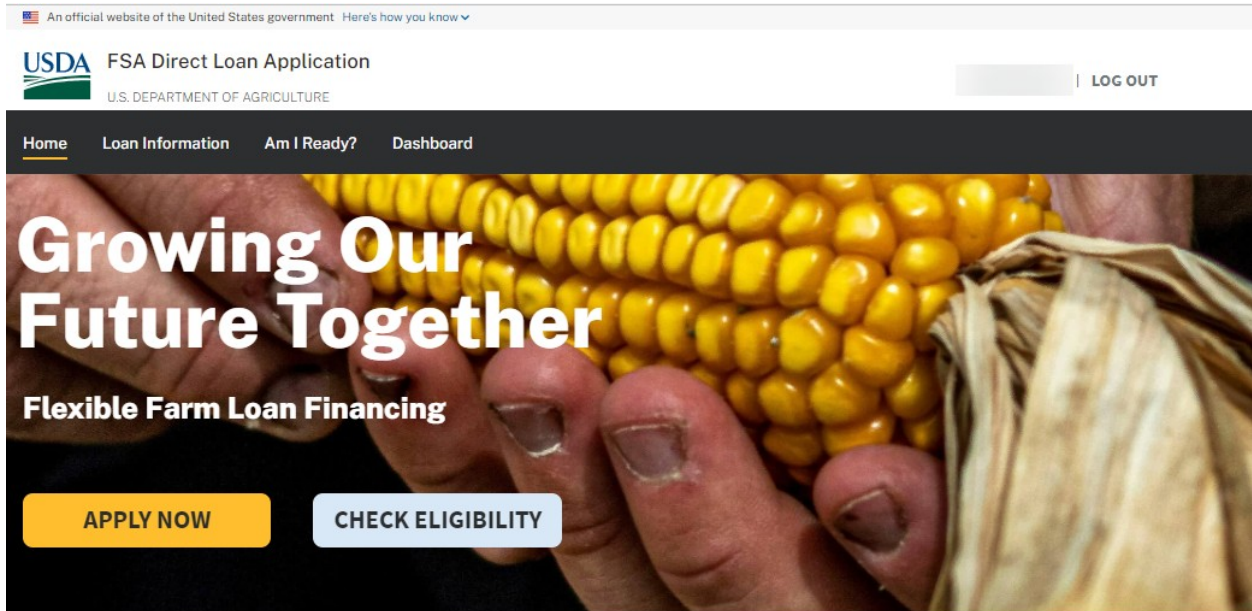 An official website of the United States government Here's how you know
USDA
FSA Direct Loan Application
U.S. DEPARTMENT OF AGRICULTURE
| LOG OUT
Home Loan Information Am I Ready? Dashboard
Growing Our
Future Together
Flexible Farm Loan Financing
APPLY NOW CHECK ELIGIBILITY